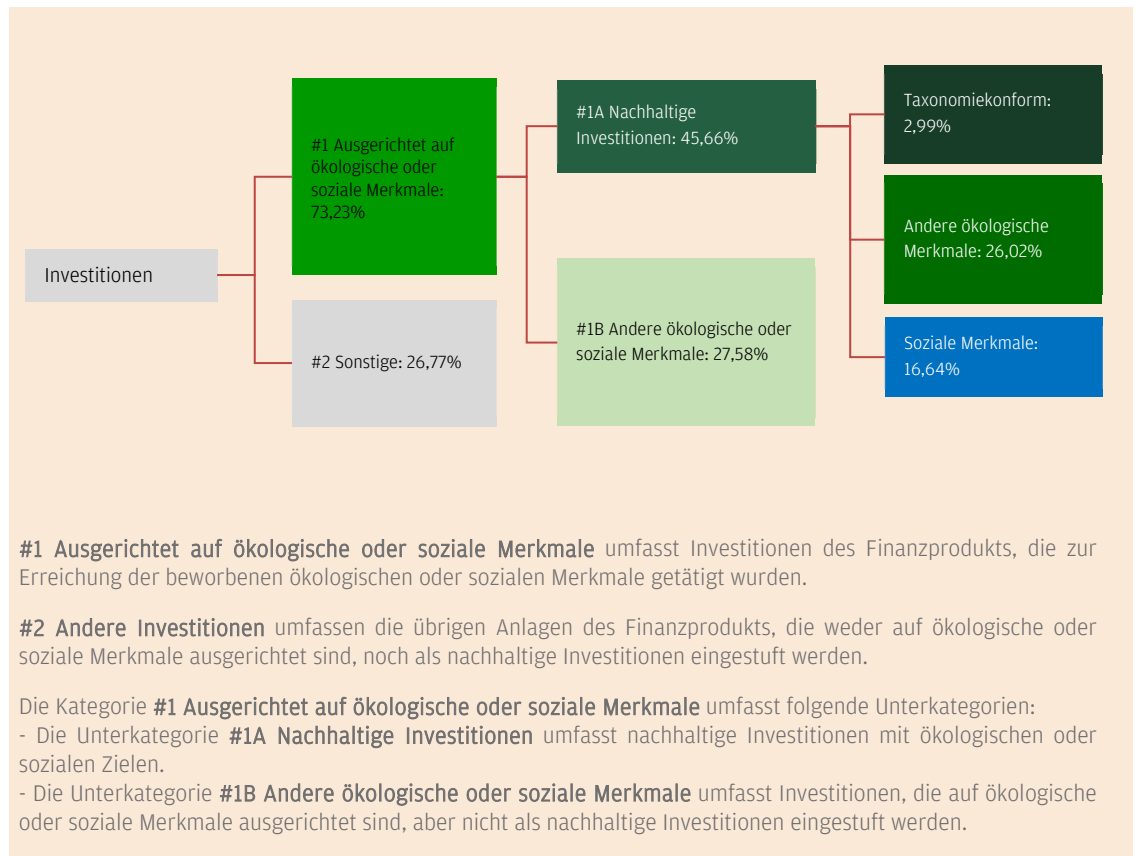 Investitionen
#1 Ausgerichtet auf
ökologische oder
soziale Merkmale:
73,23%
#2 Sonstige: 26,77%
#1A Nachhaltige
Investitionen: 45,66%
#1B Andere ökologische oder
soziale Merkmale: 27,58%
Taxonomiekonform:
2,99%
Andere ökologische
Merkmale: 26,02%
Soziale Merkmale:
16,64%
#1 Ausgerichtet auf ökologische oder soziale Merkmale umfasst Investitionen des Finanzprodukts, die zur
Erreichung der beworbenen ökologischen oder sozialen Merkmale getätigt wurden.
#2 Andere Investitionen umfassen die übrigen Anlagen des Finanzprodukts, die weder auf ökologische oder
soziale Merkmale ausgerichtet sind, noch als nachhaltige Investitionen eingestuft werden.
Die Kategorie #1 Ausgerichtet auf ökologische oder soziale Merkmale umfasst folgende Unterkategorien:
- Die Unterkategorie #1A Nachhaltige Investitionen umfasst nachhaltige Investitionen mit ökologischen oder
sozialen Zielen.
- Die Unterkategorie #1B Andere ökologische oder soziale Merkmale umfasst Investitionen, die auf ökologische
oder soziale Merkmale ausgerichtet sind, aber nicht als nachhaltige Investitionen eingestuft werden.